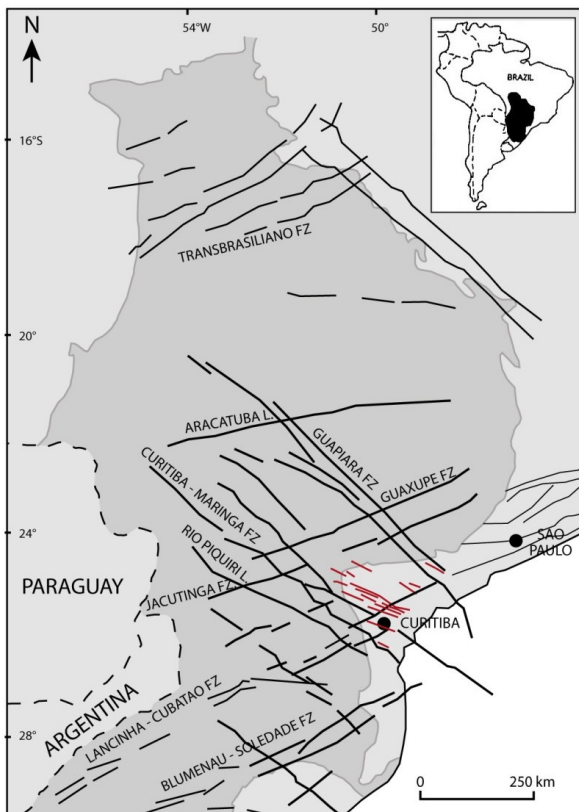 54°W
50°
N
BRAZIL
16°S
TRANSBRASILIANO FZ
20°
ARACATUBA L.
GUAPIARA FZ
CURITIBA - MARINGA FZ
GUAXUPE FZ
24°
RIO PIQUIRI L.
SAO
PAULO
PARAGUAY
JACUTINGA FZ.
CURITIBA
ARGENTINA
LANCINHA - CUBATAO FZ
28°
BLUMENAU - SOLEDADE FZ
0
250 km